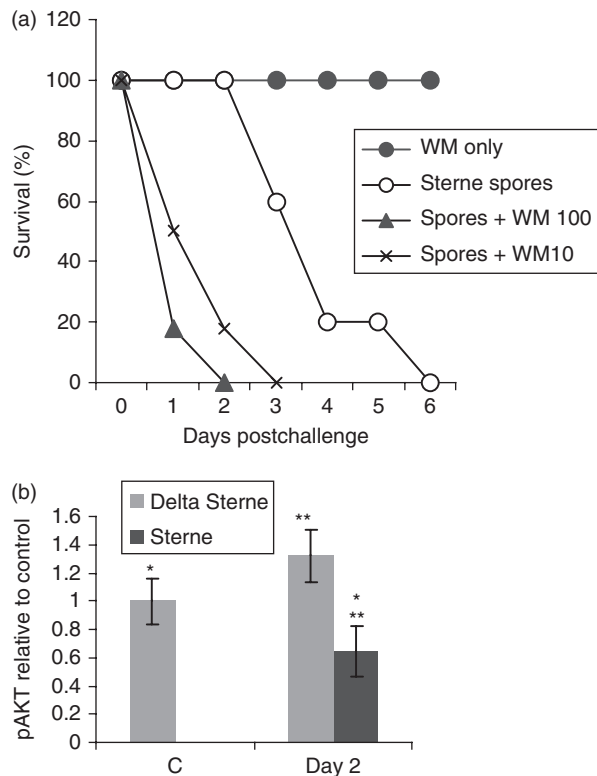 (a)
120
100
80
60
40
20
0
Survival (%)
0 1 2 3 4 5 6
Days postchallenge
WM only
Sterne spores
Spores + WM 100
Spores + WM10
(b)
Delta Sterne
Sterne
1.6
1.4
1.2
1
0.8
0.6
0.4
0.2
0
pAKT relative to control
*
**
*
**
C Day 2